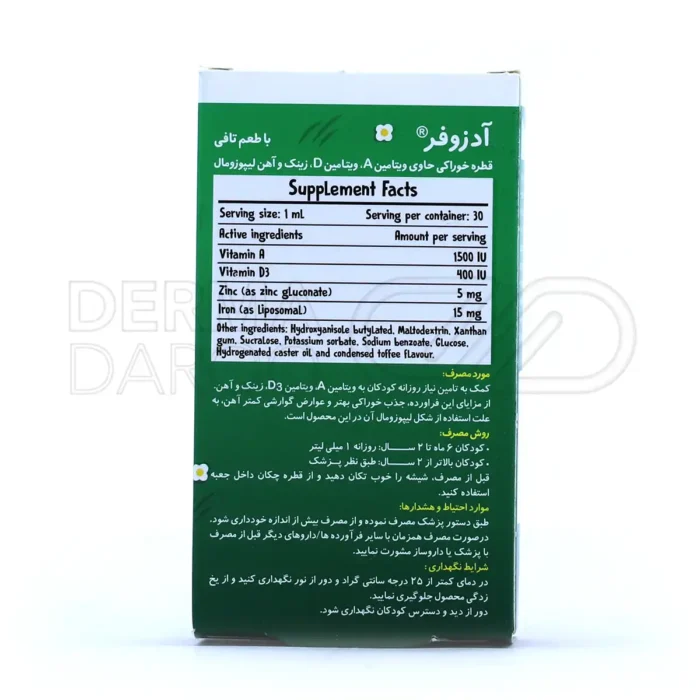 آدزوفر®
با طعم تافی
قطره خوراکی حاوی ویتامین A، ویتامین D، زینک و آهن لیپوزومال
Supplement Facts
Serving size: 1 mL Serving per container: 30
Active ingredients Amount per serving
Vitamin A 1500 IU
Vitamin D3 400 IU
Zinc (as zinc gluconate) 5 mg
Iron (as Liposomal) 15 mg
Other ingredients: Hydroxyanisole butylated, Maltodextrin, Xanthan
gum, Sucralose, Potassium sorbate, Sodium benzoate, Glucose,
Hydrogenated caster oil and condensed toffee flavour.
مورد مصرف:
کمک به تامین نیاز روزانه کودکان به ویتامین A، ویتامین D3، زینک و آهن.
از مزایای این فراورده، جذب خوراکی بهتر و عوارض گوارشی کمتر آهن، به
علت استفاده از شکل لیپوزومال آن در این محصول است.
روش مصرف:
• کودکان ۶ ماه تا ۲ سـال: روزانه ۱ میلی لیتر
• کودکان بالاتر از ۲ سـال: طبق نظر پزشک
قبل از مصرف، شیشه را خوب تکان دهید و از قطره چکان داخل جعبه
استفاده کنید.
موارد احتیاط و هشدارها:
طبق دستور پزشک مصرف نموده و از مصرف بیش از اندازه خودداری شود.
درصورت مصرف همزمان با سایر فرآورده ها/داروهای دیگر قبل از مصرف
با پزشک یا داروساز مشورت نمایید.
شرایط نگهداری:
در دمای کمتر از ۲۵ درجه سانتی گراد و دور از نور نگهداری کنید و از یخ
زدگی محصول جلوگیری نمایید.
دور از دید و دسترس کودکان نگهداری شود.
DERMA
DAR